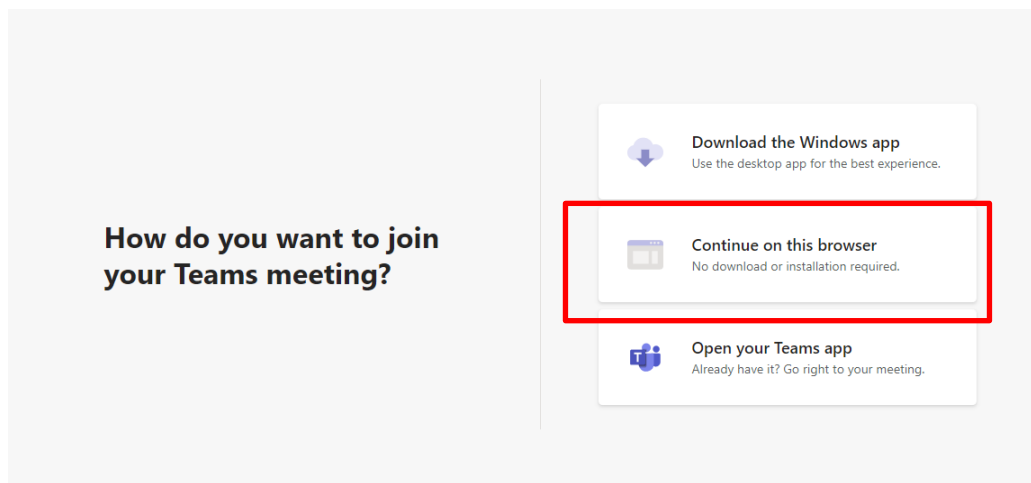 How do you want to join
your Teams meeting?
Download the Windows app
Use the desktop app for the best experience.
Continue on this browser
No download or installation required.
T
Open your Teams app
Already have it? Go right to your meeting.